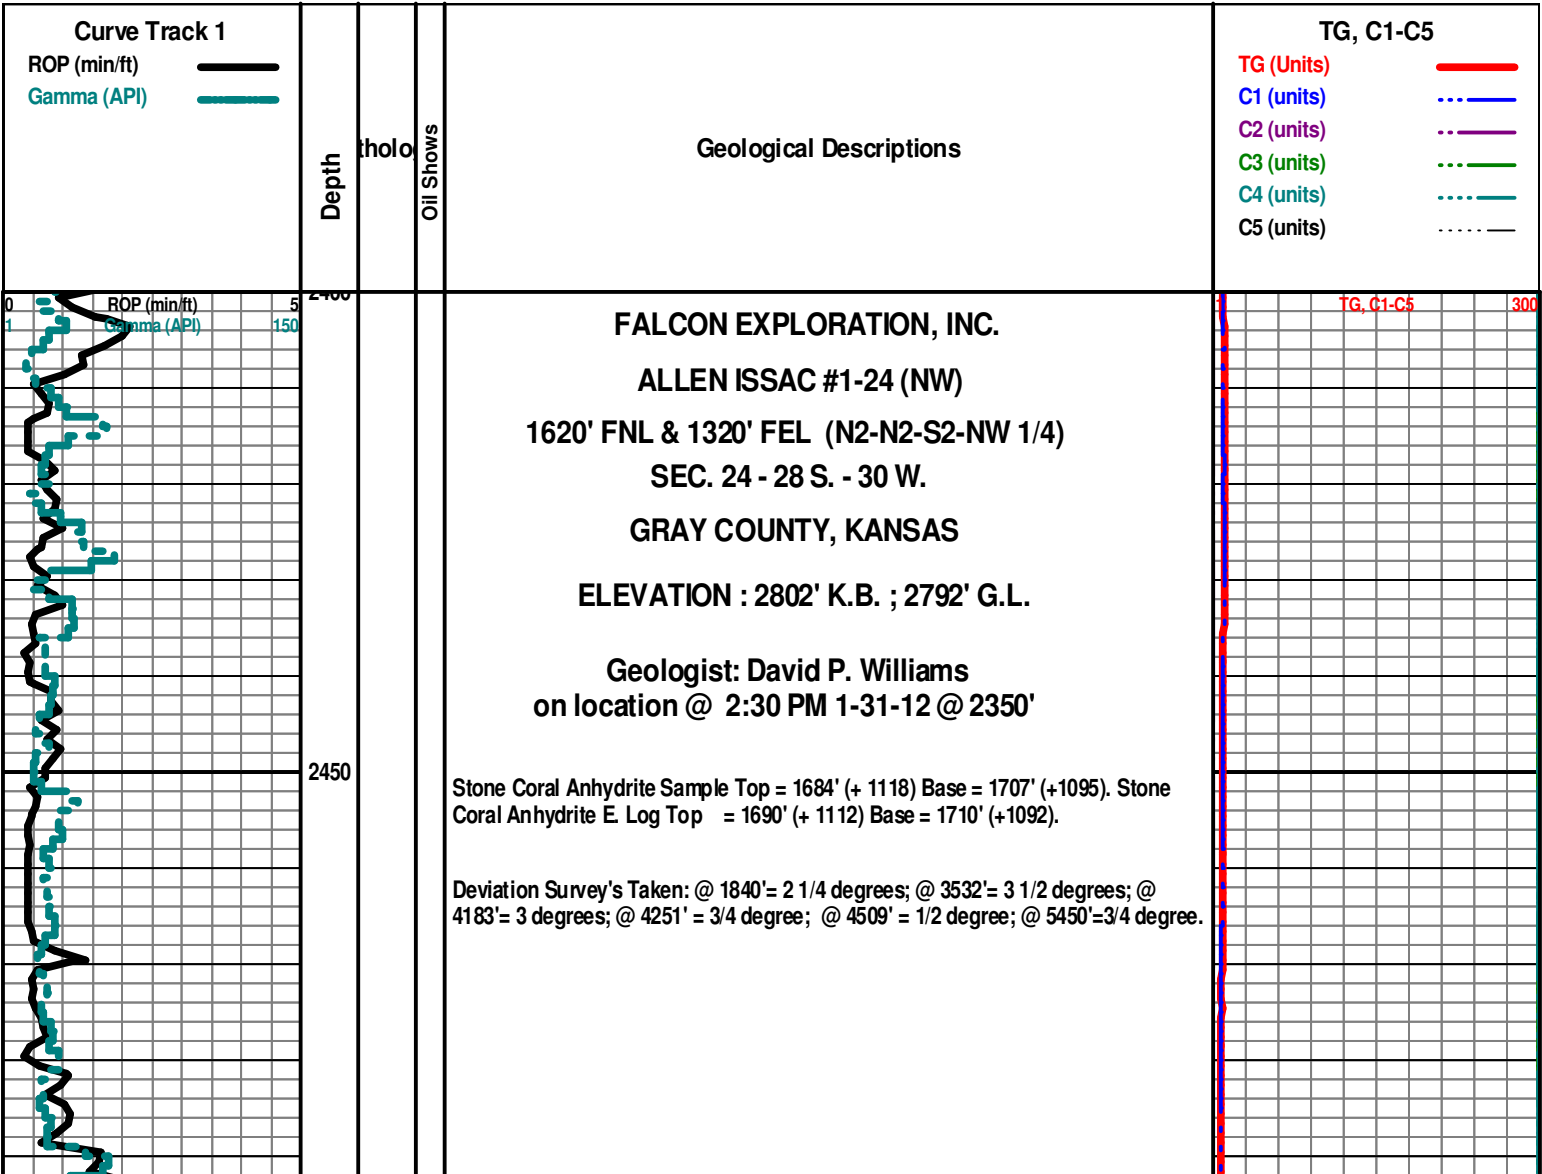 Curve Track 1
ROP (min/ft)
Gamma (API)
Depth
tholo
Oil Shows
Geological Descriptions
TG, C1-C5
TG (Units)
C1 (units)
C2 (units)
C3 (units)
C4 (units)
C5 (units)
0 ROP (min/ft) 5
1 Gamma (API) 150
2400
TG, C1-C5 300
FALCON EXPLORATION, INC.
ALLEN ISSAC #1-24 (NW)
1620' FNL & 1320' FEL (N2-N2-S2-NW 1/4)
SEC. 24 - 28 S. - 30 W.
GRAY COUNTY, KANSAS
ELEVATION : 2802' K.B. ; 2792' G.L.
Geologist: David P. Williams
on location @ 2:30 PM 1-31-12 @ 2350'
2450
Stone Coral Anhydrite Sample Top = 1684' (+ 1118) Base = 1707' (+1095). Stone
Coral Anhydrite E. Log Top = 1690' (+ 1112) Base = 1710' (+1092).
Deviation Survey's Taken: @ 1840'= 2 1/4 degrees; @ 3532'= 3 1/2 degrees; @
4183'= 3 degrees; @ 4251' = 3/4 degree; @ 4509' = 1/2 degree; @ 5450'=3/4 degree.